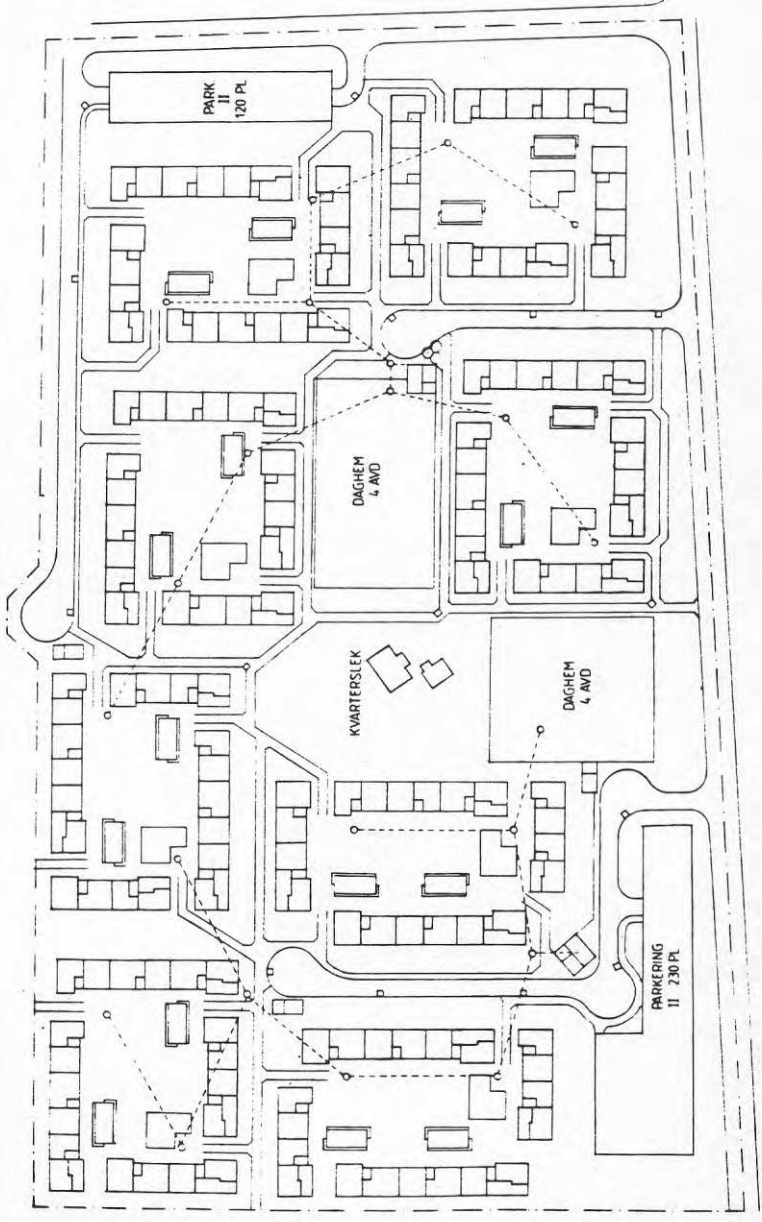 PARK
II
120 PL
DAGHEM
4 AVD
KVARTERSLEK
DAGHEM
4 AVD
PARKERING
II 230 PL